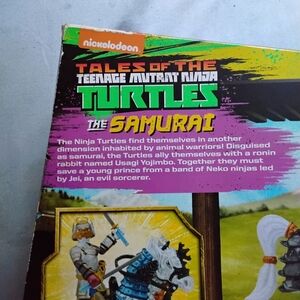 nickelodeon
TALES OF THE
TEENAGE MUTANT NINJA
TURTLES
THE SAMURAI
The Ninja Turtles find themselves in another
dimension inhabited by animal warriors! Disguised
as samurai, the Turtles ally themselves with a ronin
rabbit named Usagi Yojimbo. Together they must
save a young prince from a band of Neko ninjas led
by Jei, an evil sorcerer.